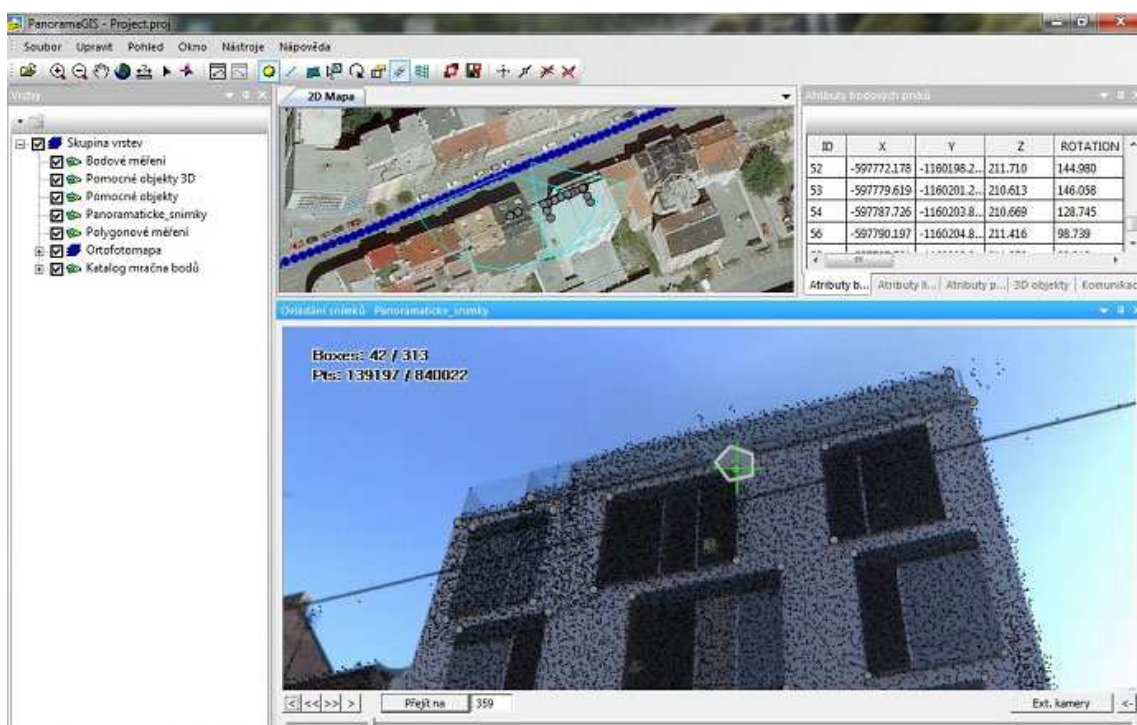 PanoramaGIS - Project.proj
Soubor Upravit Pohled Okno Nástroje Nápověda
Vrstvy
Skupina vrstev
Bodové měření
Pomocné objekty 3D
Pomocné objekty
Panoramaticke_snimky
Polygonové měření
Ortofotomapa
Katalog mračna bodů
2D Mapa
Atributy bodových prvků
ID X Y Z ROTATION
52 -597772.178 -1160198.2... 211.710 144.980
53 -597779.619 -1160201.2... 210.613 146.058
54 -597787.726 -1160203.8... 210.669 128.745
56 -597790.197 -1160204.8... 211.416 98.739
Atributy b... Atributy li... Atributy p... 3D objekty Komunikac
Ovládání snímků - Panoramaticke_snimky
Boxes: 42 / 313
Pts: 139197 / 840022
< << >> > Přejít na 359 Ext. kamery <-